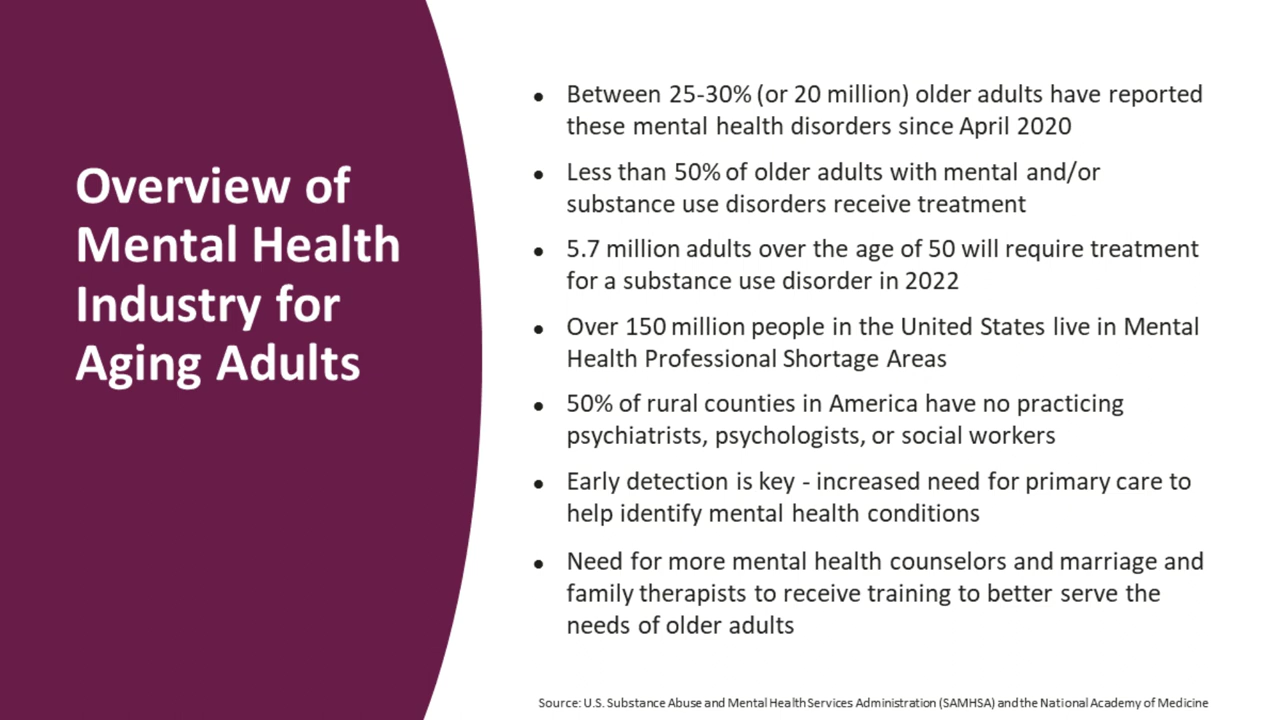 Overview of
Mental Health
Industry for
Aging Adults
• Between 25-30% (or 20 million) older adults have reported
these mental health disorders since April 2020
• Less than 50% of older adults with mental and/or
substance use disorders receive treatment
• 5.7 million adults over the age of 50 will require treatment
for a substance use disorder in 2022
• Over 150 million people in the United States live in Mental
Health Professional Shortage Areas
• 50% of rural counties in America have no practicing
psychiatrists, psychologists, or social workers
• Early detection is key - increased need for primary care to
help identify mental health conditions
• Need for more mental health counselors and marriage and
family therapists to receive training to better serve the
needs of older adults
Source: U.S. Substance Abuse and Mental Health Services Administration (SAMHSA) and the National Academy of Medicine